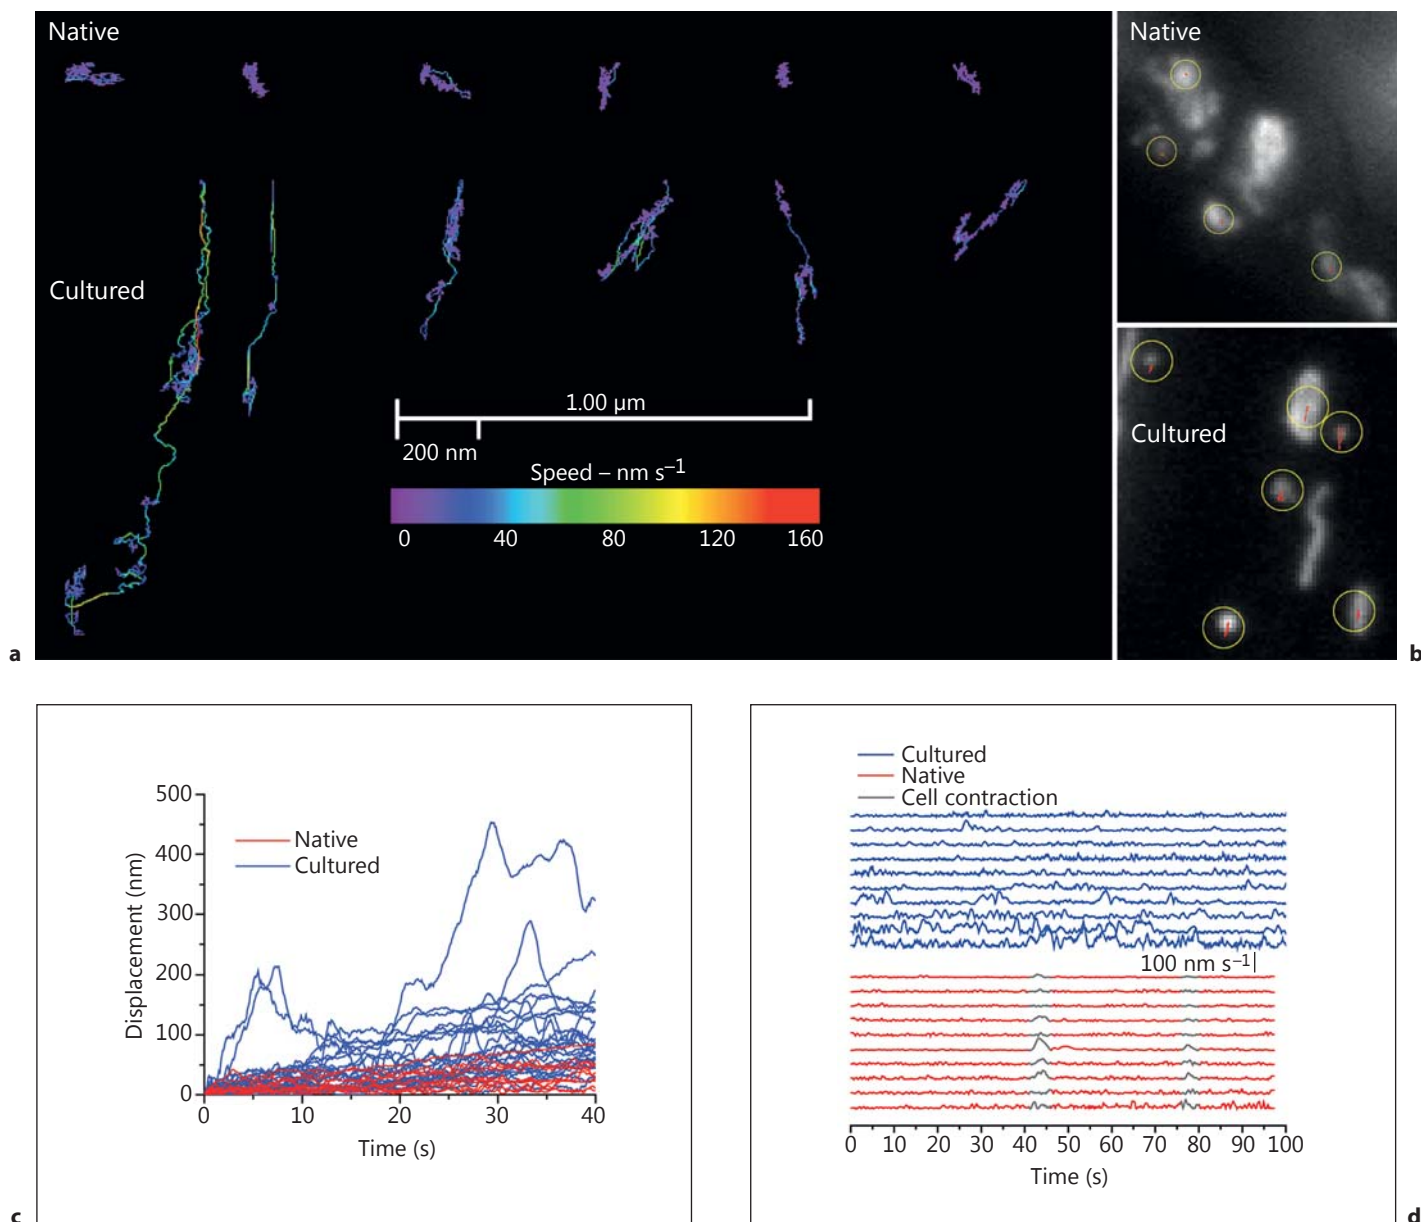 Native
Cultured
1.00 µm
200 nm
Speed – nm s–1
0 40 80 120 160
a
Native
Cultured
b
500
400
300
200
100
0
Displacement (nm)
Native
Cultured
0 10 20 30 40
Time (s)
c
Cultured
Native
Cell contraction
100 nm s–1
0 10 20 30 40 50 60 70 80 90 100
Time (s)
d